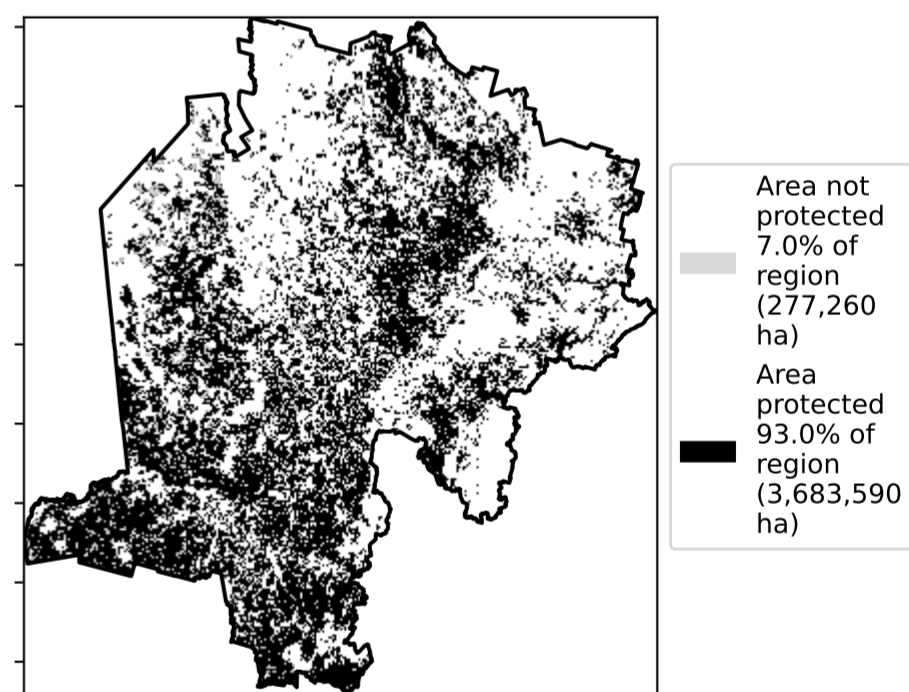 Area not
protected
7.0% of
region
(277,260
ha)
Area
protected
93.0% of
region
(3,683,590
ha)